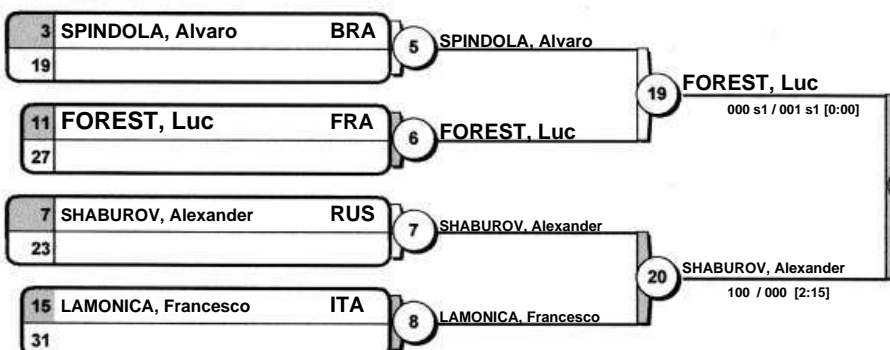 3 SPINDOLA, Alvaro BRA
19
5 SPINDOLA, Alvaro
11 FOREST, Luc FRA
27
6 FOREST, Luc
19 FOREST, Luc
000 s1 / 001 s1 [0:00]
7 SHABUROV, Alexander RUS
23
7 SHABUROV, Alexander
15 LAMONICA, Francesco ITA
31
8 LAMONICA, Francesco
20 SHABUROV, Alexander
100 / 000 [2:15]